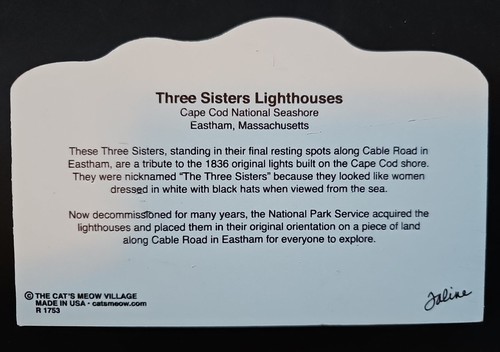 Three Sisters Lighthouses
Cape Cod National Seashore
Eastham, Massachusetts
These Three Sisters, standing in their final resting spots along Cable Road in
Eastham, are a tribute to the 1836 original lights built on the Cape Cod shore.
They were nicknamed "The Three Sisters" because they looked like women
dressed in white with black hats when viewed from the sea.
Now decommissioned for many years, the National Park Service acquired the
lighthouses and placed them in their original orientation on a piece of land
along Cable Road in Eastham for everyone to explore.
© THE CAT'S MEOW VILLAGE
MADE IN USA · catsmeow.com
R 1753
Faline